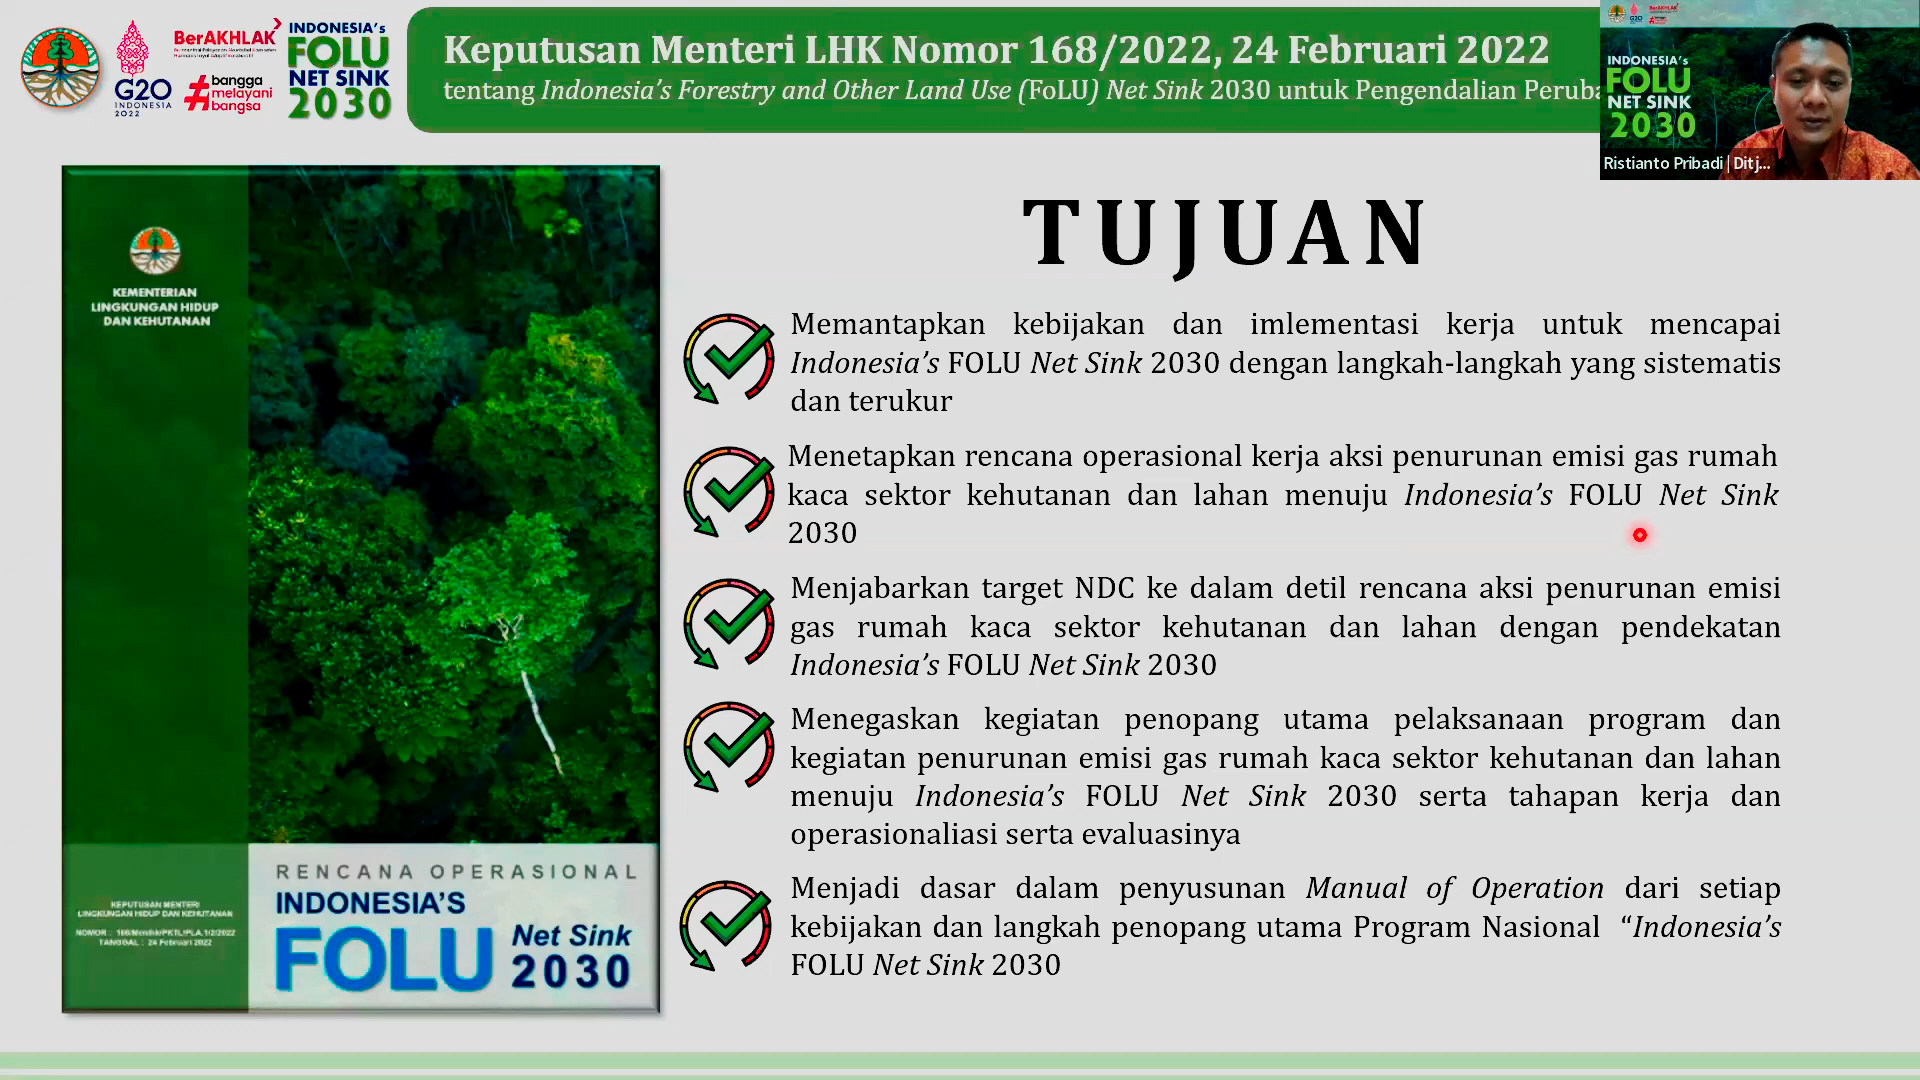 BerAKHLAK
G20
INDONESIA
2022
#bangga
melayani
bangsa
INDONESIA's
FOLU
NET SINK
2030
Keputusan Menteri LHK Nomor 168/2022, 24 Februari 2022
tentang Indonesia's Forestry and Other Land Use (FoLU) Net Sink 2030 untuk Pengendalian Peruba
BerAKHLAK
G20
INDONESIA's
FOLU
NET SINK
2030
Ristianto Pribadi | Ditj...
KEMENTERIAN
LINGKUNGAN HIDUP
DAN KEHUTANAN
KEPUTUSAN MENTERI
LINGKUNGAN HIDUP DAN KEHUTANAN
NOMOR : 168/Menlhk/PKTL/PLA.1/2/2022
TANGGAL : 24 Februari 2022
RENCANA OPERASIONAL
INDONESIA'S
FOLU Net Sink
2030
TUJUAN
Memantapkan kebijakan dan imlementasi kerja untuk mencapai
Indonesia's FOLU Net Sink 2030 dengan langkah-langkah yang sistematis
dan terukur
Menetapkan rencana operasional kerja aksi penurunan emisi gas rumah
kaca sektor kehutanan dan lahan menuju Indonesia's FOLU Net Sink
2030
Menjabarkan target NDC ke dalam detil rencana aksi penurunan emisi
gas rumah kaca sektor kehutanan dan lahan dengan pendekatan
Indonesia's FOLU Net Sink 2030
Menegaskan kegiatan penopang utama pelaksanaan program dan
kegiatan penurunan emisi gas rumah kaca sektor kehutanan dan lahan
menuju Indonesia's FOLU Net Sink 2030 serta tahapan kerja dan
operasionaliasi serta evaluasinya
Menjadi dasar dalam penyusunan Manual of Operation dari setiap
kebijakan dan langkah penopang utama Program Nasional “Indonesia's
FOLU Net Sink 2030